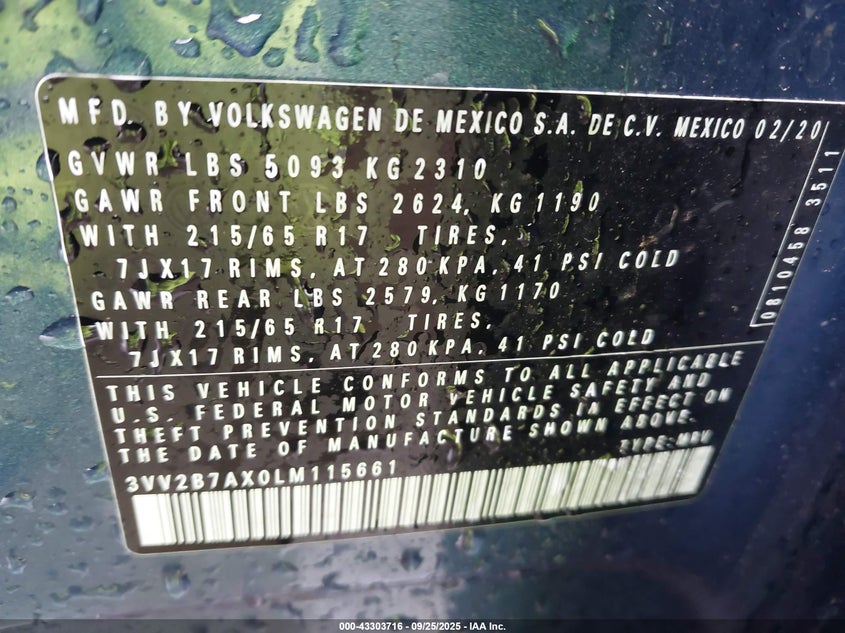 MFD. BY VOLKSWAGEN DE MEXICO S.A. DE C.V. MEXICO 02/20
GVWR LBS 5093 KG 2310
GAWR FRONT LBS 2624, KG 1190
WITH 215/65 R17 TIRES,
7JX17 RIMS, AT 280 KPA, 41 PSI COLD
GAWR REAR LBS 2579, KG 1170
WITH 215/65 R17 TIRES,
7JX17 RIMS, AT 280 KPA, 41 PSI COLD
0810458 3511
THIS VEHICLE CONFORMS TO ALL APPLICABLE
U.S. FEDERAL MOTOR VEHICLE SAFETY AND
THEFT PREVENTION STANDARDS IN EFFECT ON
THE DATE OF MANUFACTURE SHOWN ABOVE.
TYPE: MPV
3VV2B7AX0LM115661
000-43303716 - 09/25/2025 - IAA Inc.